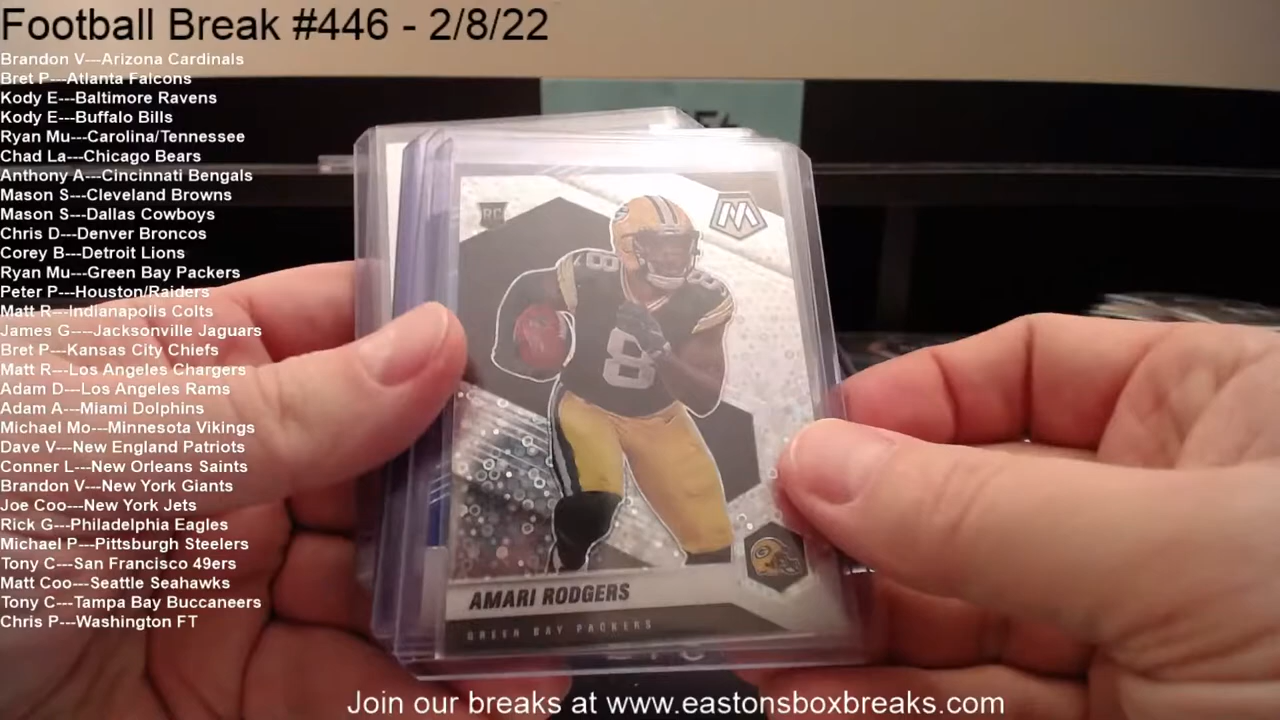 Football Break #446 - 2/8/22
Brandon V---Arizona Cardinals
Bret P---Atlanta Falcons
Kody E---Baltimore Ravens
Kody E---Buffalo Bills
Ryan Mu---Carolina/Tennessee
Chad La---Chicago Bears
Anthony A---Cincinnati Bengals
Mason S---Cleveland Browns
Mason S---Dallas Cowboys
Chris D---Denver Broncos
Corey B---Detroit Lions
Ryan Mu---Green Bay Packers
Peter P---Houston/Raiders
Matt R---Indianapolis Colts
James G----Jacksonville Jaguars
Bret P---Kansas City Chiefs
Matt R---Los Angeles Chargers
Adam D---Los Angeles Rams
Adam A---Miami Dolphins
Michael Mo---Minnesota Vikings
Dave V---New England Patriots
Conner L---New Orleans Saints
Brandon V---New York Giants
Joe Coo---New York Jets
Rick G---Philadelphia Eagles
Michael P---Pittsburgh Steelers
Tony C---San Francisco 49ers
Matt Coo---Seattle Seahawks
Tony C---Tampa Bay Buccaneers
Chris P---Washington FT
RC
M
8
8
8
G
AMARI RODGERS
GREEN BAY PACKERS
Join our breaks at www.eastonsboxbreaks.com